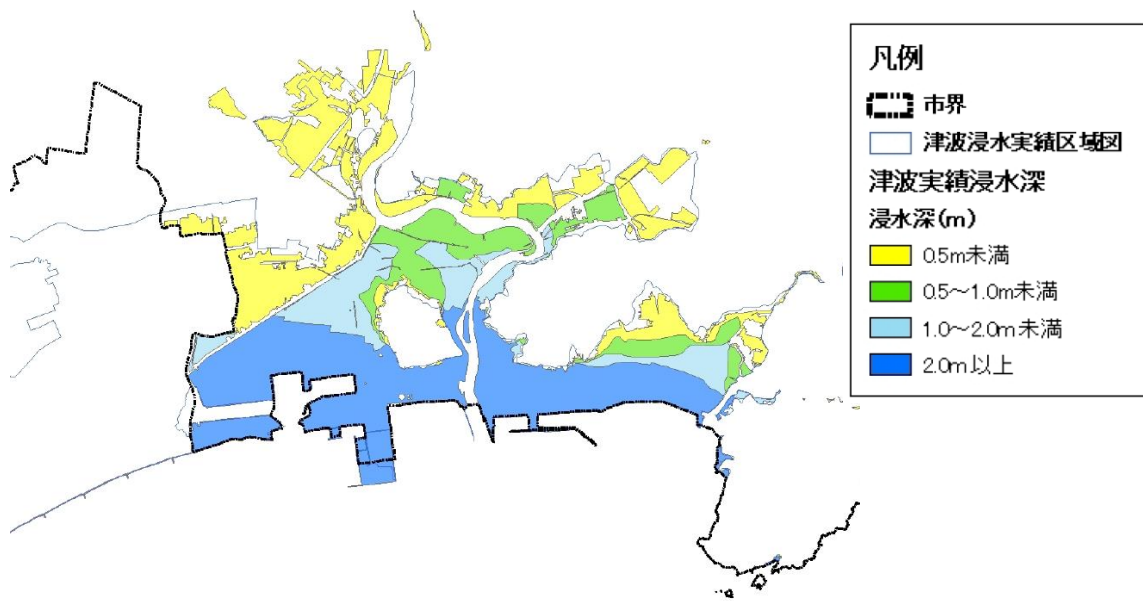 凡例
市界
津波浸水実績区域図
津波実績浸水深
浸水深(m)
0.5m未満
0.5~1.0m未満
1.0~2.0m未満
2.0m以上